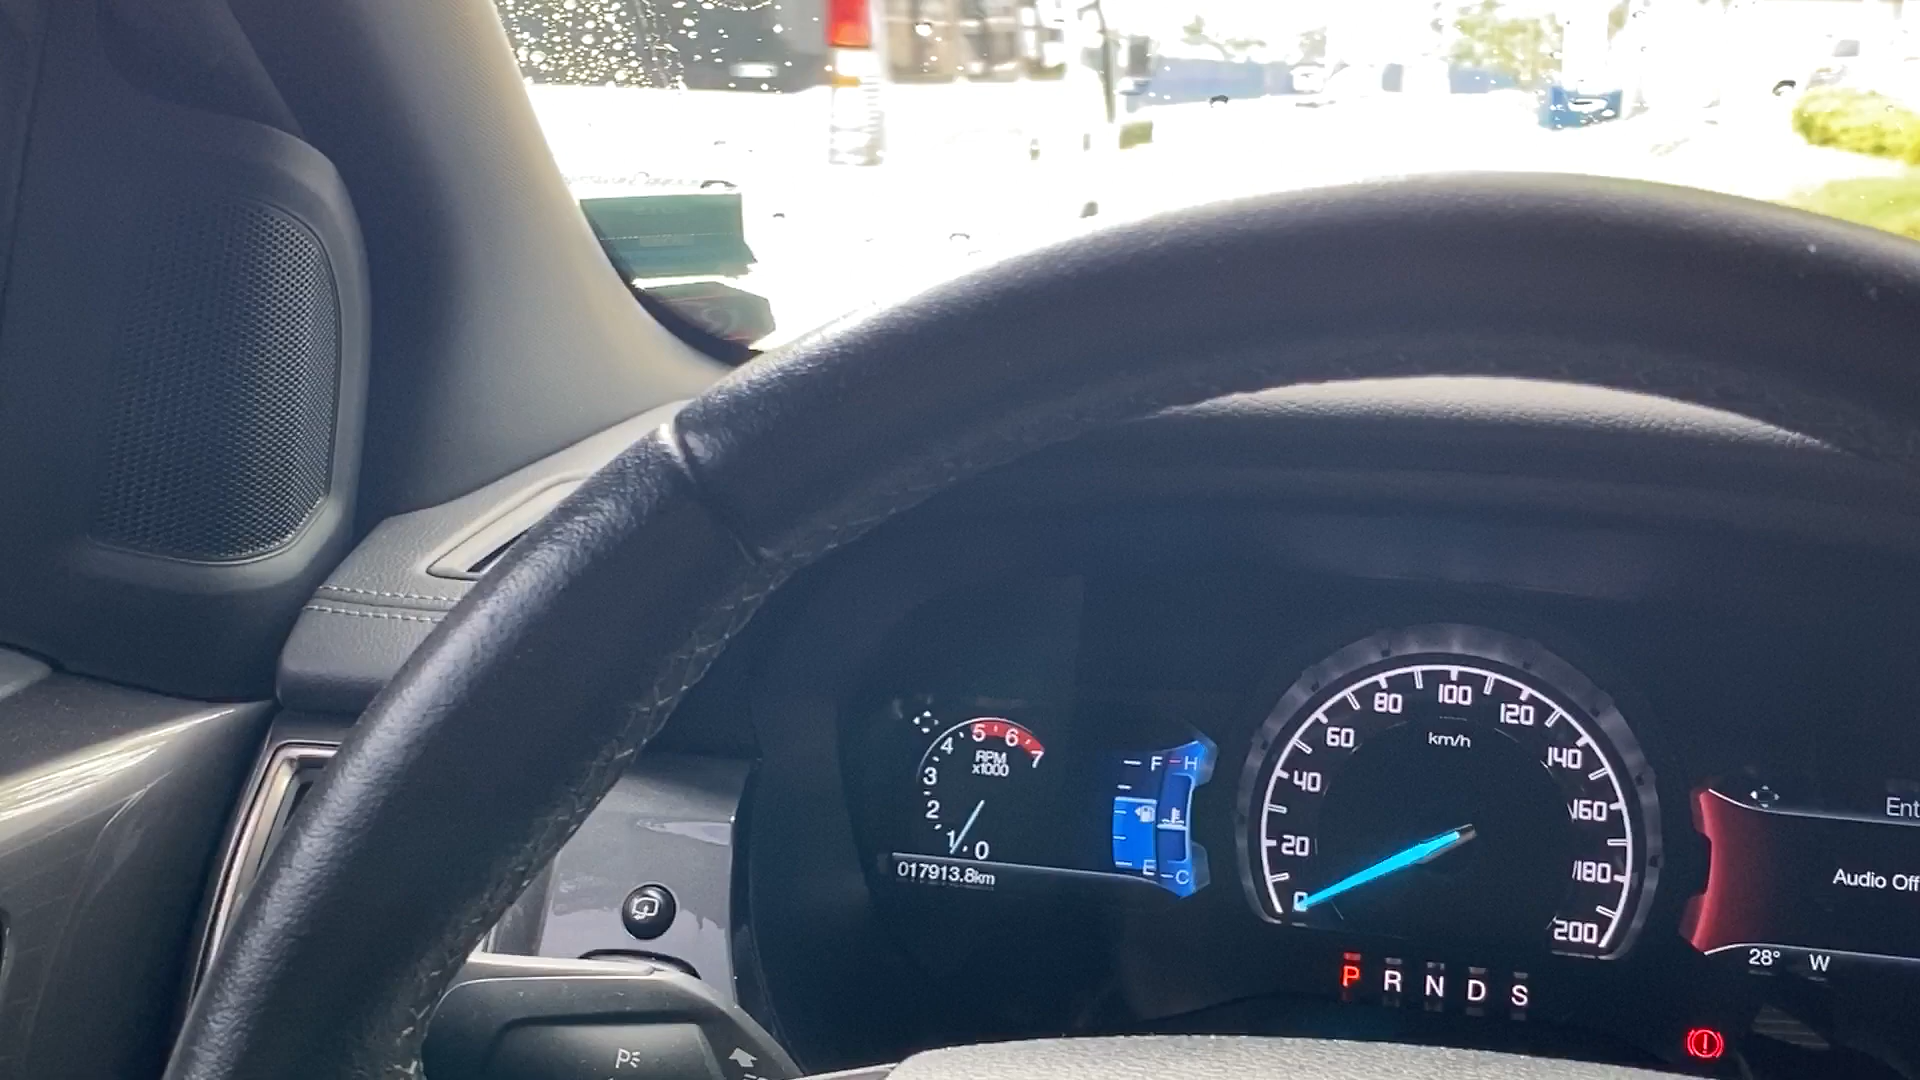 4 5 6 7
RPM
x1000
3
2
1 0
017913.8km
F H
E C
0 20 40 60 80 100 120 140 160 180 200
km/h
P R N D S
Ent
Audio Off
28° W